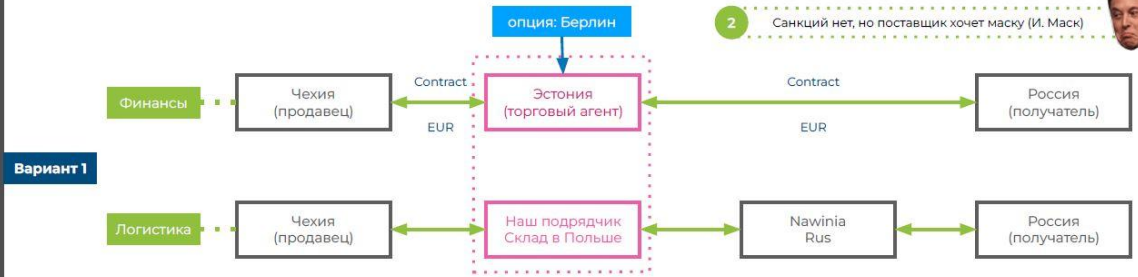 опция: Берлин
2
Санкций нет, но поставщик хочет маску (И. Маск)
Финансы
Чехия
(продавец)
Contract
EUR
Эстония
(торговый агент)
Contract
EUR
Россия
(получатель)
Вариант 1
Логистика
Чехия
(продавец)
Наш подрядчик
Склад в Польше
Nawinia
Rus
Россия
(получатель)